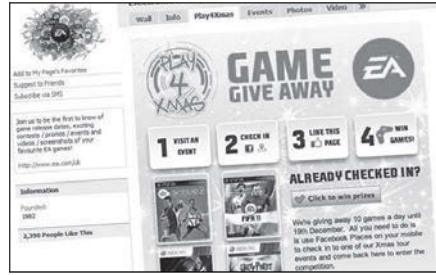 Wall Info Play4Xmas Events Photos Video »
EA
Add to My Page's Favorites
Suggest to Friends
Subscribe via SMS
Join us to be the first to know of
game release dates, exciting
contests / promos / events and
videos / screenshots of your
favourite EA games!
http://www.ea.com/uk
Information
Founded:
1982
2,390 People Like This
PLAY
4
XMAS
GAME
GIVE AWAY
EA
1 VISIT AN
EVENT
2 CHECK IN
3 LIKE THIS
PAGE
4 WIN
GAMES!
FIFA 11
ALREADY CHECKED IN?
Click to win prizes
We're giving away 10 games a day until
19th December. All you need to do is
is use Facebook Places on your mobile
to check in to one of our Xmas tour
events and come back here to enter the
competition.